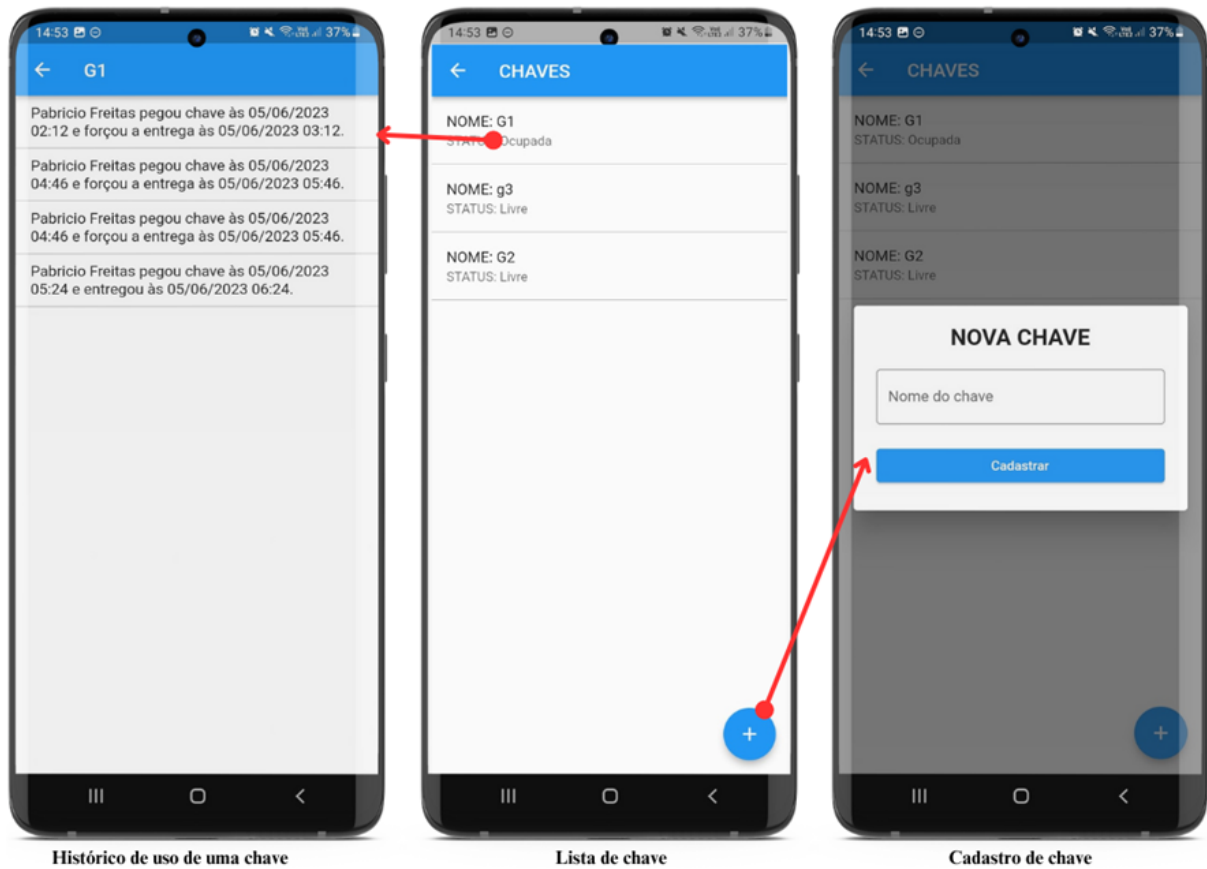 14:53 37%
G1
Pabricio Freitas pegou chave às 05/06/2023
02:12 e forçou a entrega às 05/06/2023 03:12.
Pabricio Freitas pegou chave às 05/06/2023
04:46 e forçou a entrega às 05/06/2023 05:46.
Pabricio Freitas pegou chave às 05/06/2023
04:46 e forçou a entrega às 05/06/2023 05:46.
Pabricio Freitas pegou chave às 05/06/2023
05:24 e entregou às 05/06/2023 06:24.
Histórico de uso de uma chave
14:53 37%
CHAVES
NOME: G1
STATUS: Ocupada
NOME: g3
STATUS: Livre
NOME: G2
STATUS: Livre
+
Lista de chave
14:53 37%
CHAVES
NOME: G1
STATUS: Ocupada
NOME: g3
STATUS: Livre
NOME: G2
STATUS: Livre
NOVA CHAVE
Nome do chave
Cadastrar
+
Cadastro de chave